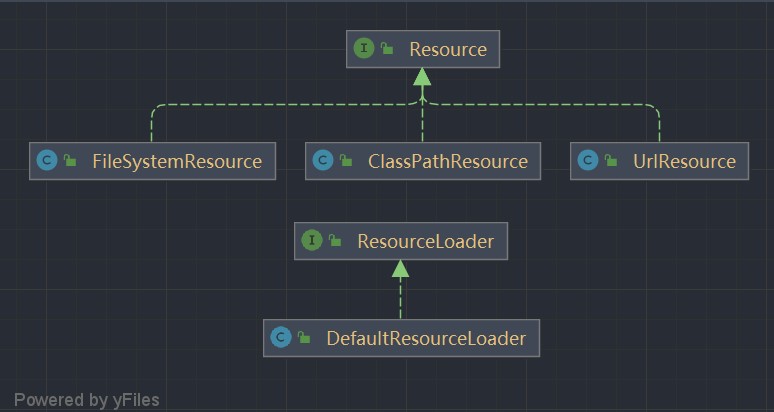 I Resource
C FileSystemResource
C ClassPathResource
C UrlResource
I ResourceLoader
C DefaultResourceLoader
Powered by yFiles